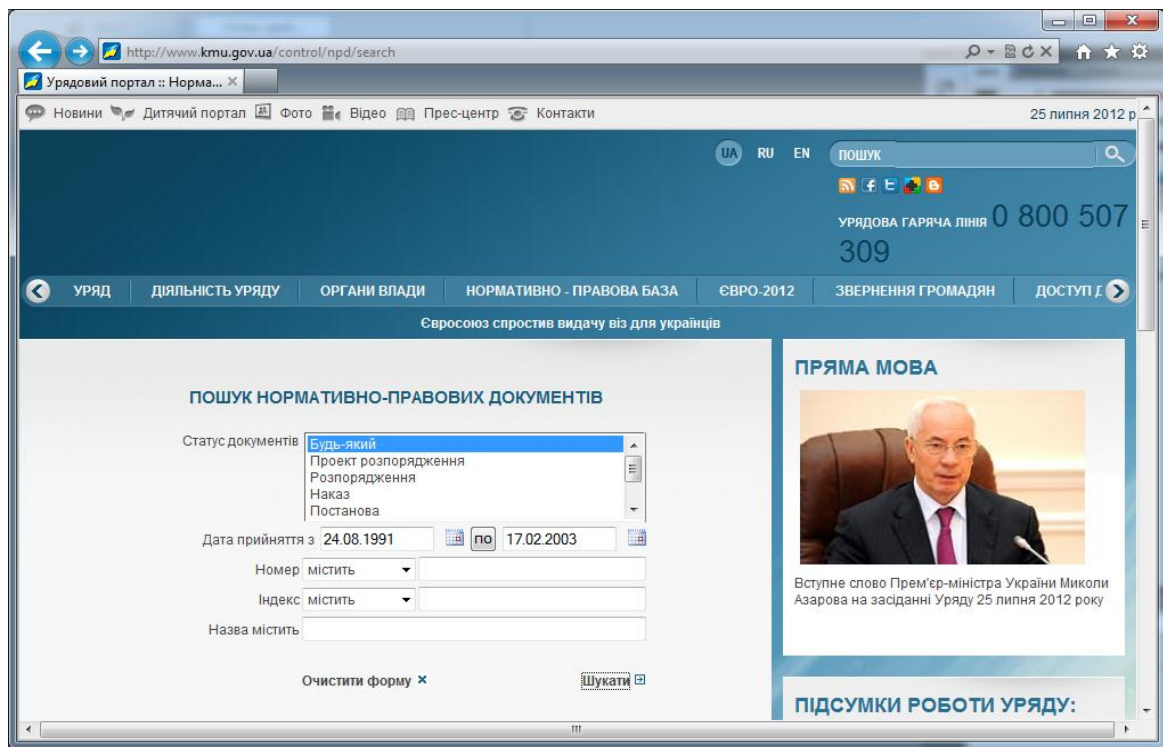 http://www.kmu.gov.ua/control/npd/search
Урядовий портал :: Норма...
Новини Дитячий портал Фото Відео Прес-центр Контакти 25 липня 2012 р
UA RU EN ПОШУК
УРЯДОВА ГАРЯЧА ЛІНІЯ 0 800 507
309
УРЯД ДІЯЛЬНІСТЬ УРЯДУ ОРГАНИ ВЛАДИ НОРМАТИВНО - ПРАВОВА БАЗА ЄВРО-2012 ЗВЕРНЕННЯ ГРОМАДЯН ДОСТУП
Євросоюз спростив видачу віз для українців
ПОШУК НОРМАТИВНО-ПРАВОВИХ ДОКУМЕНТІВ
Статус документів Будь-який
Проект розпорядження
Розпорядження
Наказ
Постанова
Дата прийняття з 24.08.1991 по 17.02.2003
Номер містить
Індекс містить
Назва містить
Очистити форму Шукати
ПРЯМА МОВА
Вступне слово Прем'єр-міністра України Миколи
Азарова на засіданні Уряду 25 липня 2012 року
ПІДСУМКИ РОБОТИ УРЯДУ: